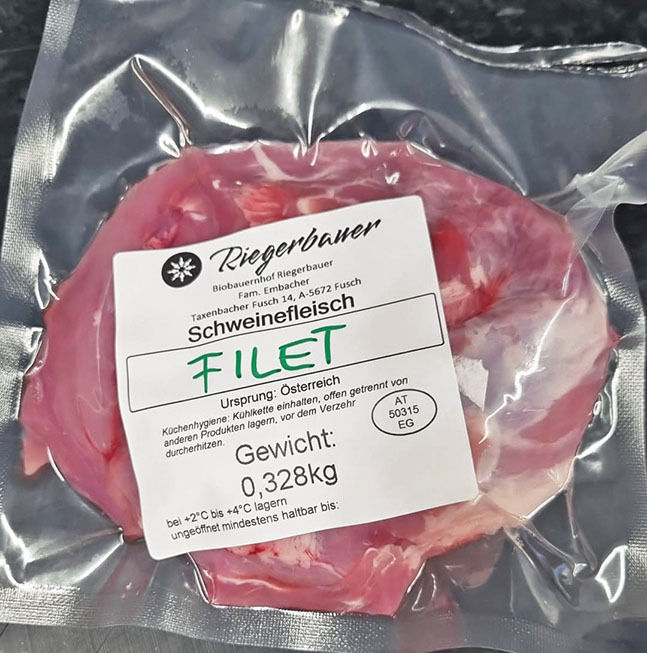 Riegerbauer
Biobauernhof Riegerbauer
Fam. Embacher
Taxenbacher Fusch 14, A-5672 Fusch
Schweinefleisch
FILET
Ursprung: Österreich
Küchenhygiene: Kühlkette einhalten, offen getrennt von
anderen Produkten lagern, vor dem Verzehr
durcherhitzen.
AT
50315
EG
Gewicht:
0,328kg
bei +2°C bis +4°C lagern
ungeöffnet mindestens haltbar bis: